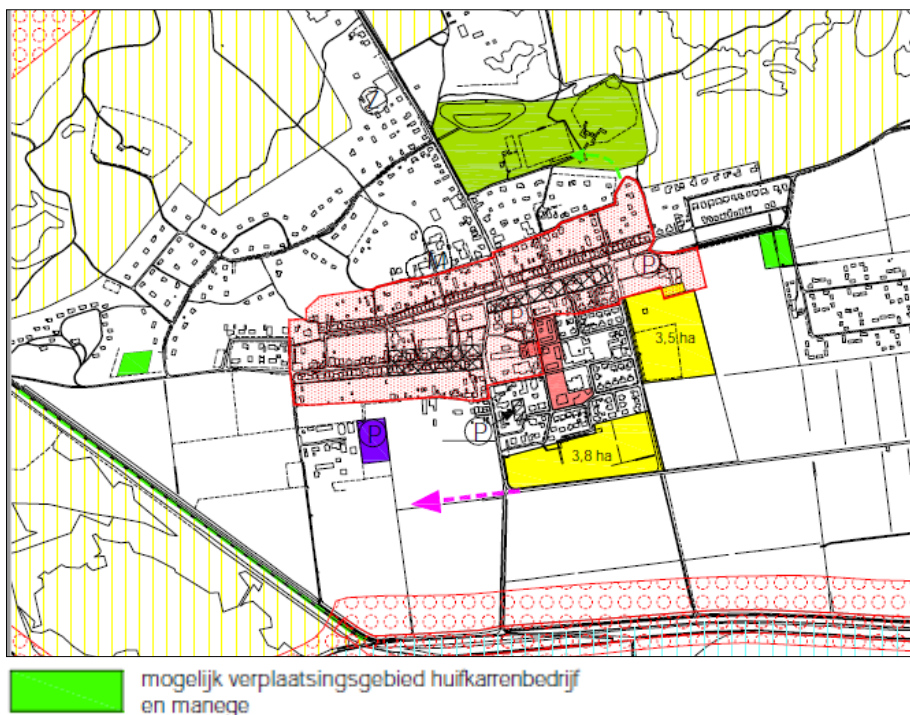 P
P
3,5 ha
P
P
3,8 ha
mogelijk verplaatsingsgebied huifkarrenbedrijf
en manege